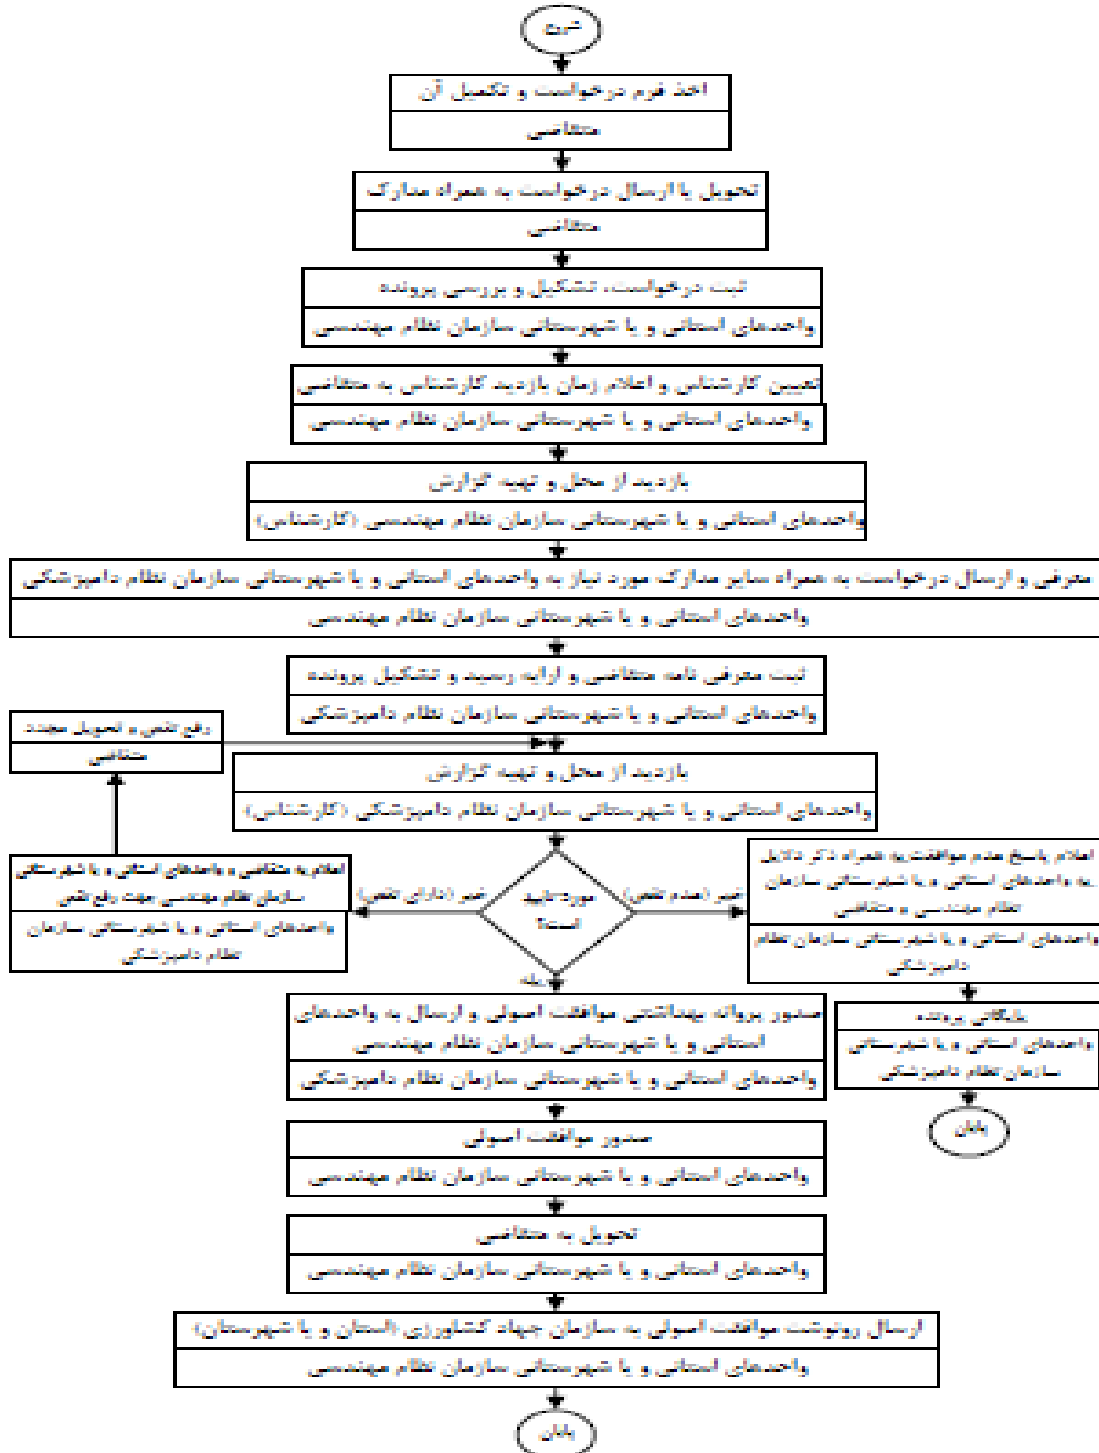 شروع
اخذ فرم درخواست و تکمیل آن
متقاضی
تحویل یا ارسال درخواست به همراه مدارک
متقاضی
ثبت درخواست، تشکیل و بررسی پرونده
واحدهای استانی و یا شهرستانی سازمان نظام مهندسی
تعیین کارشناس و اعلام زمان بازدید کارشناس به متقاضی
واحدهای استانی و یا شهرستانی سازمان نظام مهندسی
بازدید از محل و تهیه گزارش
واحدهای استانی و یا شهرستانی سازمان نظام مهندسی (کارشناس)
معرفی و ارسال درخواست به همراه سایر مدارک مورد نیاز به واحدهای استانی و یا شهرستانی سازمان نظام دامپزشکی
واحدهای استانی و یا شهرستانی سازمان نظام مهندسی
ثبت معرفی نامه متقاضی و ارایه رسید و تشکیل پرونده
واحدهای استانی و یا شهرستانی سازمان نظام دامپزشکی
رفع نقص و تحویل مجدد
متقاضی
بازدید از محل و تهیه گزارش
واحدهای استانی و یا شهرستانی سازمان نظام دامپزشکی (کارشناس)
مورد تایید
است؟
خیر (عدم نقص)
اعلام پاسخ عدم موافقت به همراه ذکر دلایل
به واحدهای استانی و یا شهرستانی سازمان
نظام مهندسی و متقاضی
واحدهای استانی و یا شهرستانی سازمان نظام
دامپزشکی
بایگانی پرونده
واحدهای استانی و یا شهرستانی
سازمان نظام دامپزشکی
پایان
خیر (دارای نقص)
اعلام به متقاضی و واحدهای استانی و یا شهرستانی
سازمان نظام مهندسی جهت رفع نقص
واحدهای استانی و یا شهرستانی سازمان
نظام دامپزشکی
بله
صدور پروانه بهداشتی موافقت اصولی و ارسال به واحدهای
استانی و یا شهرستانی سازمان نظام مهندسی
واحدهای استانی و یا شهرستانی سازمان نظام دامپزشکی
صدور موافقت اصولی
واحدهای استانی و یا شهرستانی سازمان نظام مهندسی
تحویل به متقاضی
واحدهای استانی و یا شهرستانی سازمان نظام مهندسی
ارسال رونوشت موافقت اصولی به سازمان جهاد کشاورزی (استان و یا شهرستان)
واحدهای استانی و یا شهرستانی سازمان نظام مهندسی
پایان